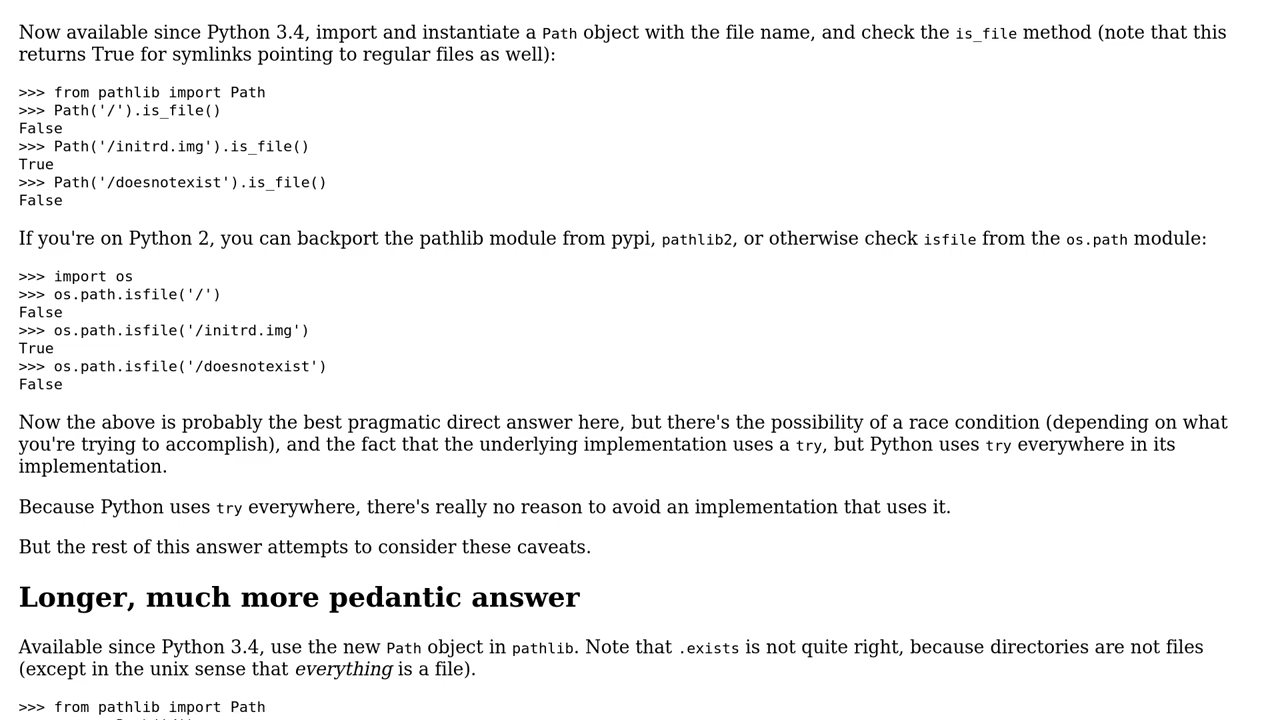 Now available since Python 3.4, import and instantiate a Path object with the file name, and check the is_file method (note that this
returns True for symlinks pointing to regular files as well):
>>> from pathlib import Path
>>> Path('/').is_file()
False
>>> Path('/initrd.img').is_file()
True
>>> Path('/doesnotexist').is_file()
False
If you're on Python 2, you can backport the pathlib module from pypi, pathlib2, or otherwise check isfile from the os.path module:
>>> import os
>>> os.path.isfile('/')
False
>>> os.path.isfile('/initrd.img')
True
>>> os.path.isfile('/doesnotexist')
False
Now the above is probably the best pragmatic direct answer here, but there's the possibility of a race condition (depending on what
you're trying to accomplish), and the fact that the underlying implementation uses a try, but Python uses try everywhere in its
implementation.
Because Python uses try everywhere, there's really no reason to avoid an implementation that uses it.
But the rest of this answer attempts to consider these caveats.
Longer, much more pedantic answer
Available since Python 3.4, use the new Path object in pathlib. Note that .exists is not quite right, because directories are not files
(except in the unix sense that everything is a file).
>>> from pathlib import Path